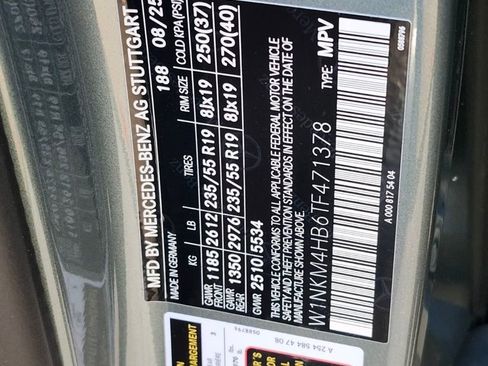 MFD BY MERCEDES-BENZ AG STUTTGART
MADE IN GERMANY 188 08/25
KG LB TIRES RIM SIZE COLD KPA(PSI)
GAWR FRONT 1185 2612 235/55 R19 8Jx19 250(37)
GAWR REAR 1350 2976 235/55 R19 8Jx19 270(40)
GVWR 2510 5534
THIS VEHICLE CONFORMS TO ALL APPLICABLE FEDERAL MOTOR VEHICLE
SAFETY AND THEFT PREVENTION STANDARDS IN EFFECT ON THE DATE OF
MANUFACTURE SHOWN ABOVE.
TYPE: MPV
W1NKM4HB6TF471378
A 000 817 54 04
0588796
A 254 584 47 08
0588796